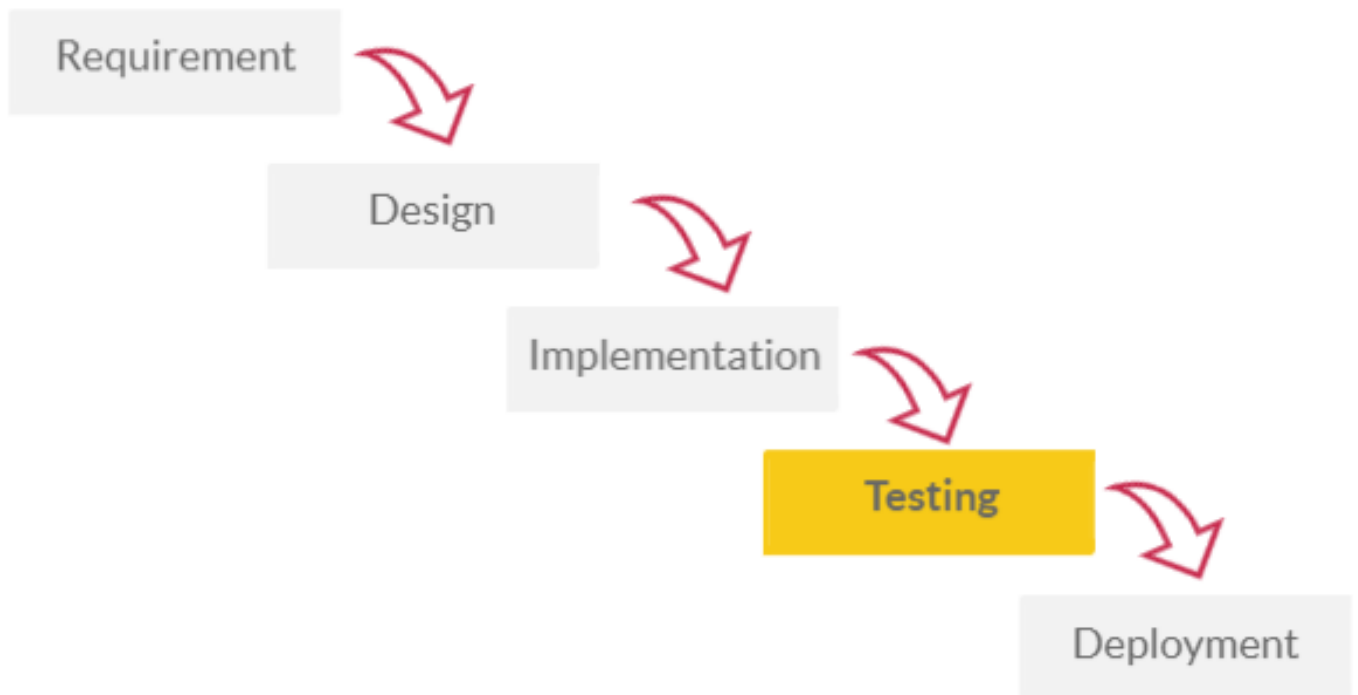 Requirement
Design
Implementation
Testing
Deployment